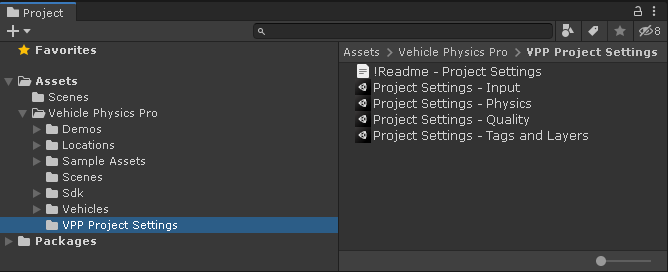 Project
8
Favorites
Assets
Scenes
Vehicle Physics Pro
Demos
Locations
Sample Assets
Scenes
Sdk
Vehicles
VPP Project Settings
Packages
Assets > Vehicle Physics Pro > VPP Project Settings
!Readme - Project Settings
Project Settings - Input
Project Settings - Physics
Project Settings - Quality
Project Settings - Tags and Layers